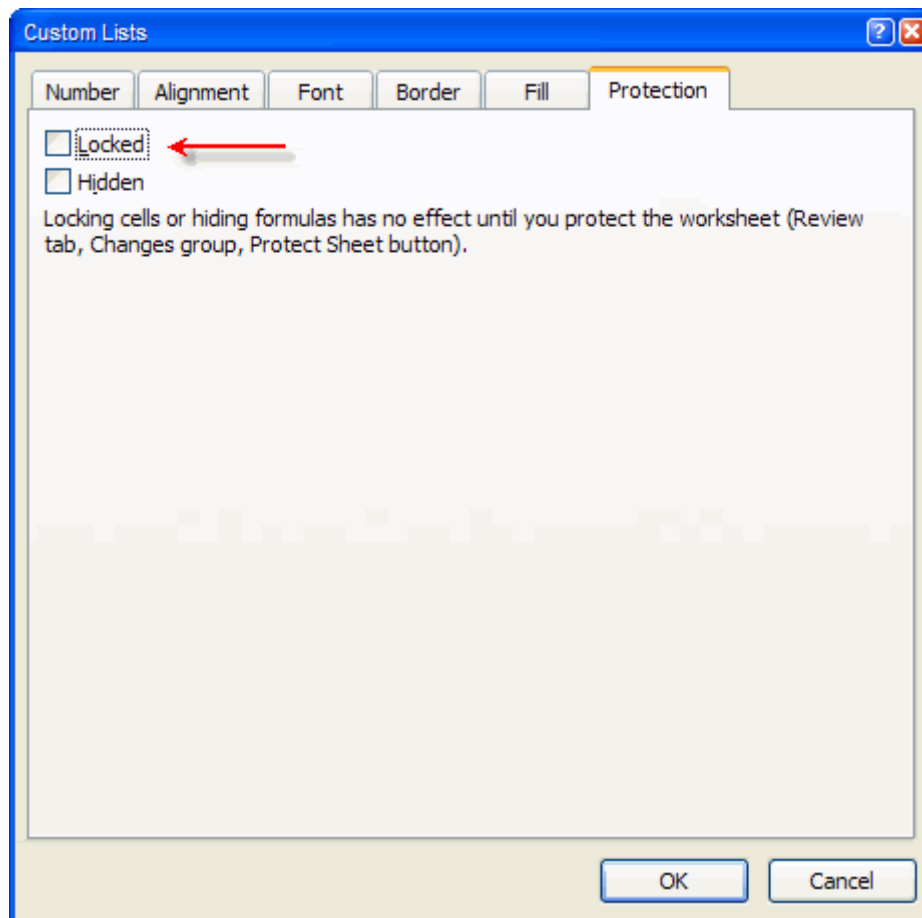 Custom Lists
Number Alignment Font Border Fill Protection
Locked
Hidden
Locking cells or hiding formulas has no effect until you protect the worksheet (Review
tab, Changes group, Protect Sheet button).
OK Cancel